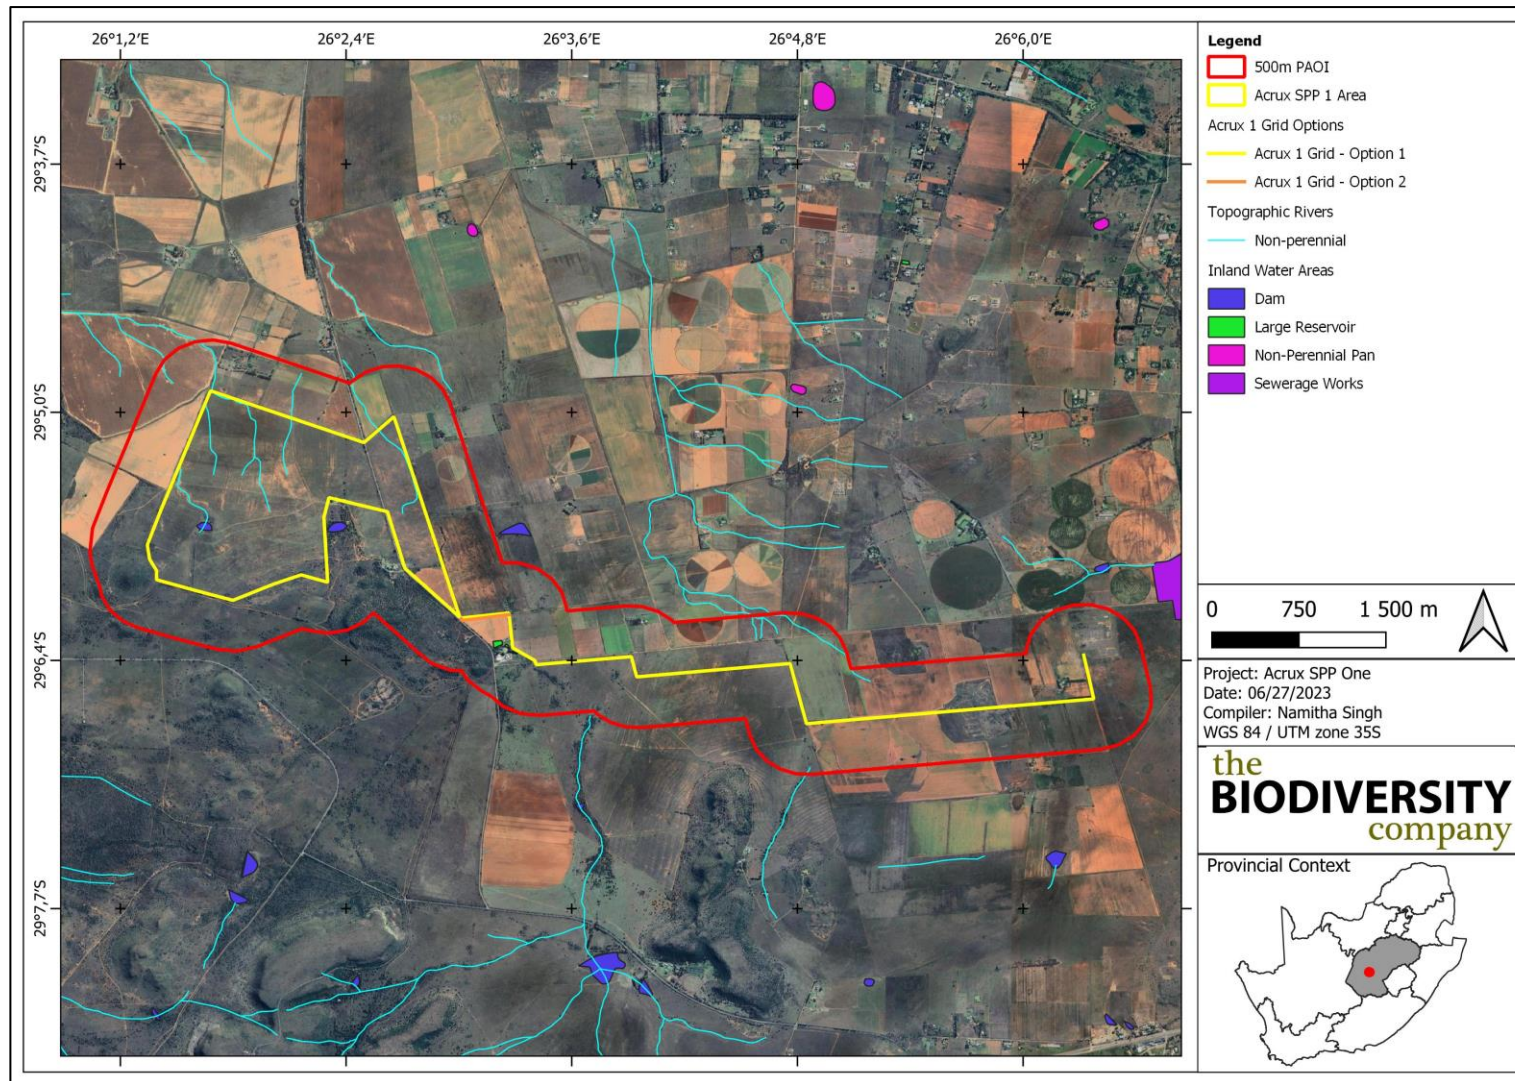 26°1,2'E 26°2,4'E 26°3,6'E 26°4,8'E 26°6,0'E
29°3,7'S
29°5,0'S
29°6,4'S
29°7,7'S
Legend
500m PAOI
Acrux SPP 1 Area
Acrux 1 Grid Options
Acrux 1 Grid - Option 1
Acrux 1 Grid - Option 2
Topographic Rivers
Non-perennial
Inland Water Areas
Dam
Large Reservoir
Non-Perennial Pan
Sewerage Works
0 750 1 500 m
Project: Acrux SPP One
Date: 06/27/2023
Compiler: Namitha Singh
WGS 84 / UTM zone 35S
the
BIODIVERSITY
company
Provincial Context